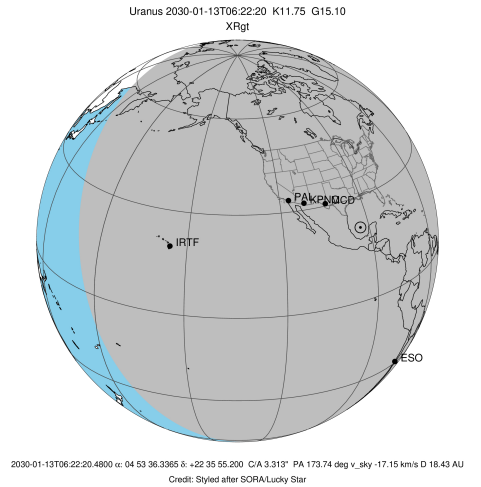 Uranus 2030-01-13T06:22:20 K11.75 G15.10
XRgt
PAL KPNO MCD
IRTF
ESO
2030-01-13T06:22:20.4800 α: 04 53 36.3365 δ: +22 35 55.200 C/A 3.313" PA 173.74 deg v_sky -17.15 km/s D 18.43 AU
Credit: Styled after SORA/Lucky Star